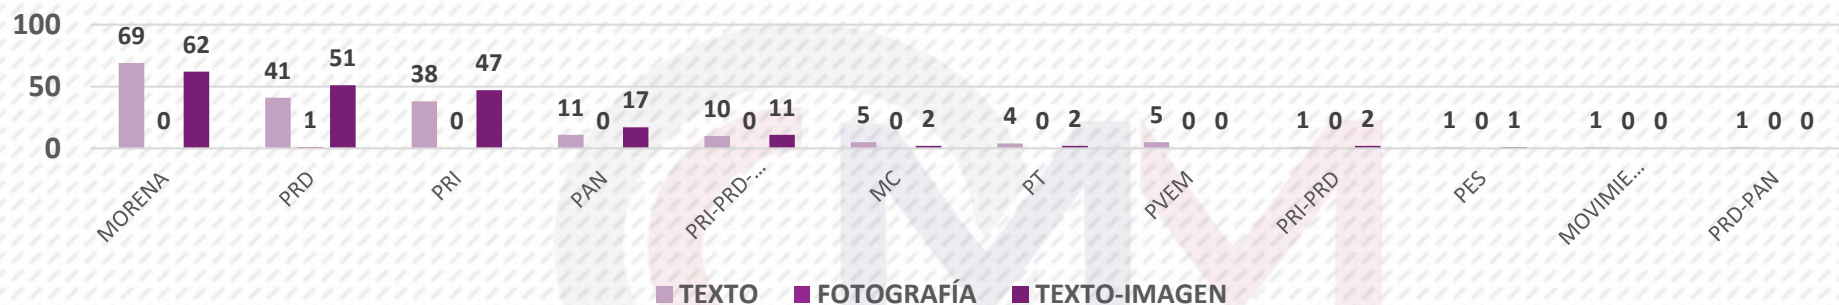 100
50
0
69 0 62
41 1 51
38 0 47
11 0 17
10 0 11
5 0 2
4 0 2
5 0 0
1 0 2
1 0 1
1 0 0
1 0 0
MORENA
PRD
PRI
PAN
PRI-PRD-...
MC
PT
PVEM
PRI-PRD
PES
MOVIMIE...
PRD-PAN
TEXTO FOTOGRAFÍA TEXTO-IMAGEN